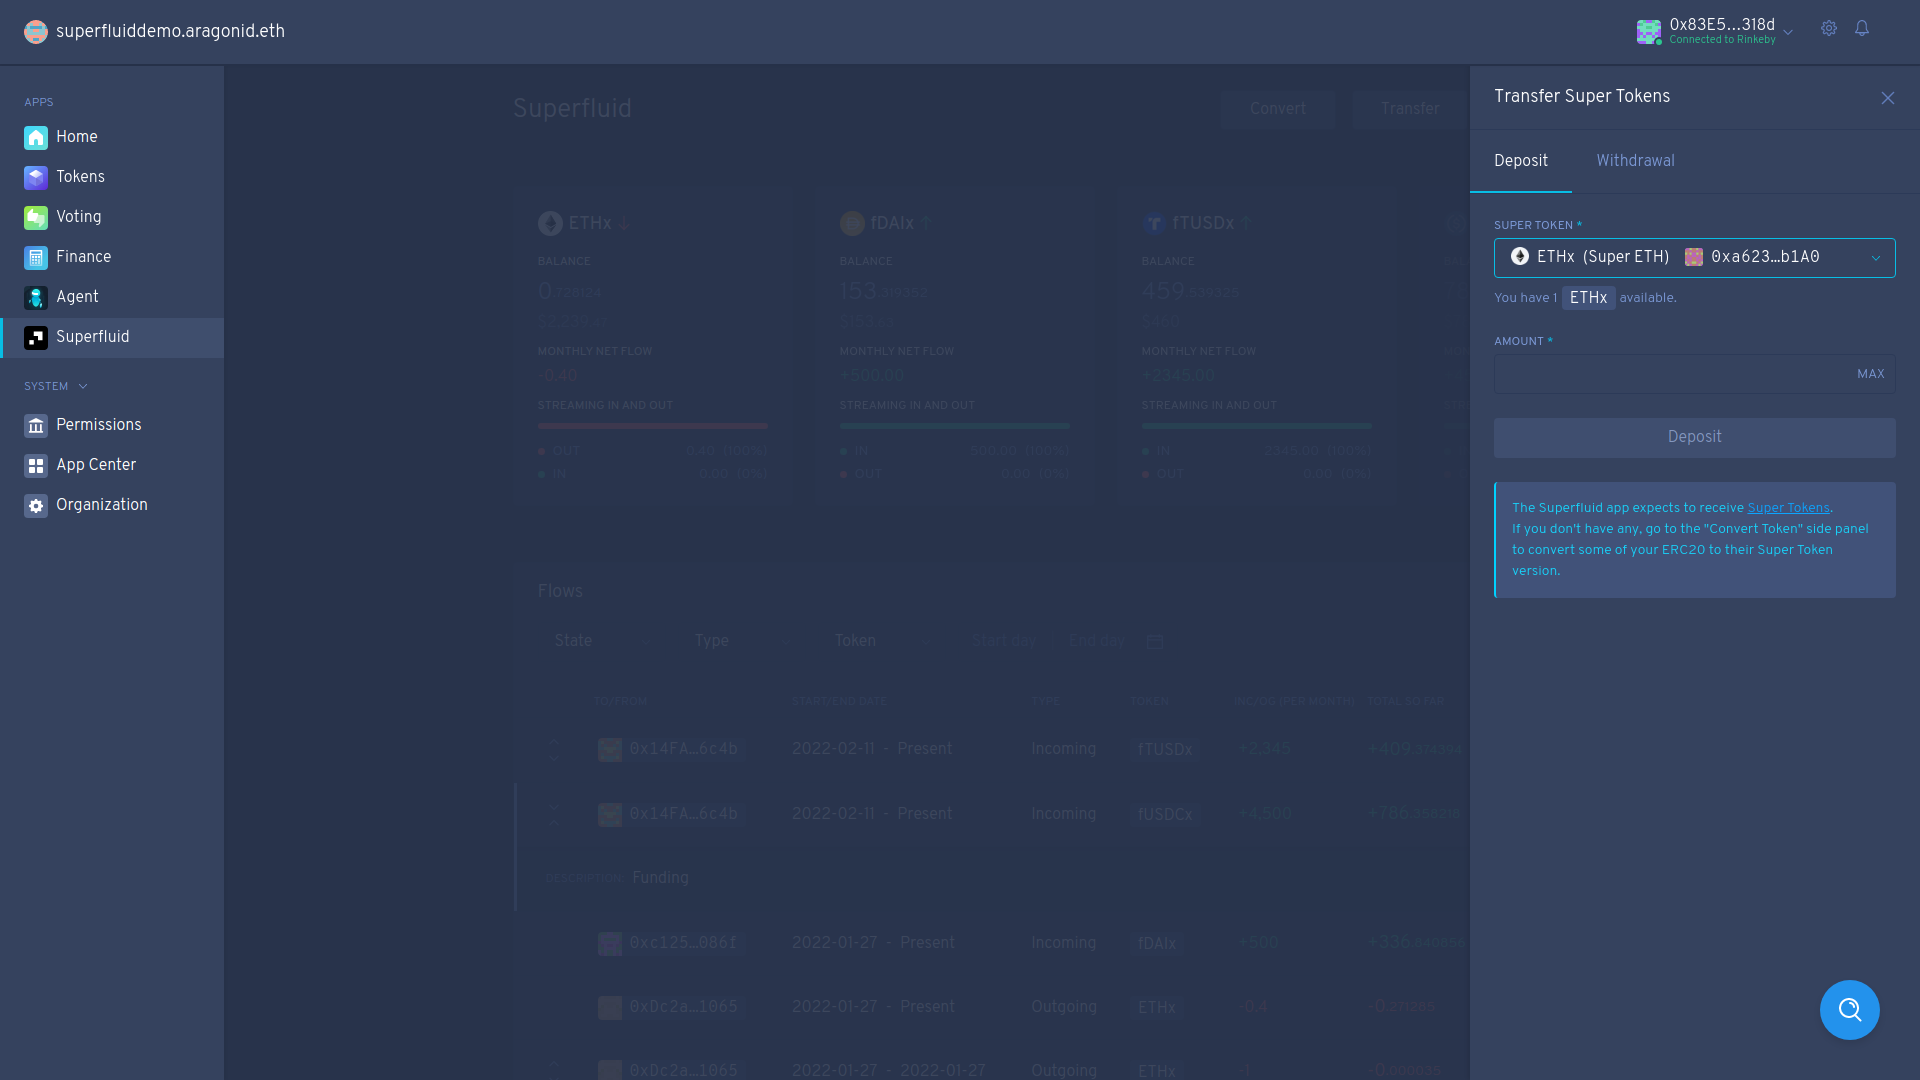 superfluiddemo.aragonid.eth
0x83E5...318d
Connected to Rinkeby
APPS
Home
Tokens
Voting
Finance
Agent
Superfluid
SYSTEM
Permissions
App Center
Organization
Superfluid
Convert
Transfer
ETHx
BALANCE
0.728124
MONTHLY NET FLOW
-0.40
STREAMING IN AND OUT
OUT 0.40 (100%)
IN 0.00 (0%)
fDAIx
BALANCE
153.319352
MONTHLY NET FLOW
+500.00
STREAMING IN AND OUT
IN 500.00 (100%)
OUT 0.00 (0%)
fTUSDx
BALANCE
459.539325
MONTHLY NET FLOW
+2345.00
STREAMING IN AND OUT
IN 2345.00 (100%)
OUT 0.00 (0%)
Flows
State Type Token Start day End day
TO/FROM START/END DATE TYPE TOKEN INC/OG (PER MONTH) TOTAL SO FAR
0x14FA…6c4b 2022-02-11 - Present Incoming fTUSDx +2,345 +409.374394
0x14FA…6c4b 2022-02-11 - Present Incoming fUSDCx +4,500 +786
DESCRIPTION: Funding
0xc125…086f 2022-01-27 - Present Incoming fDAIx +500 +336
0xDc2a…1065 2022-01-27 - Present Outgoing ETHx -0.4 -0.271285
0xDc2a…1065 2022-01-27 - 2022-01-27 Outgoing ETHx -1
Transfer Super Tokens
Deposit Withdrawal
SUPER TOKEN *
ETHx (Super ETH) 0xa623…b1A0
You have 1 ETHx available.
AMOUNT *
MAX
Deposit
The Superfluid app expects to receive Super Tokens.
If you don't have any, go to the "Convert Token" side panel
to convert some of your ERC20 to their Super Token
version.